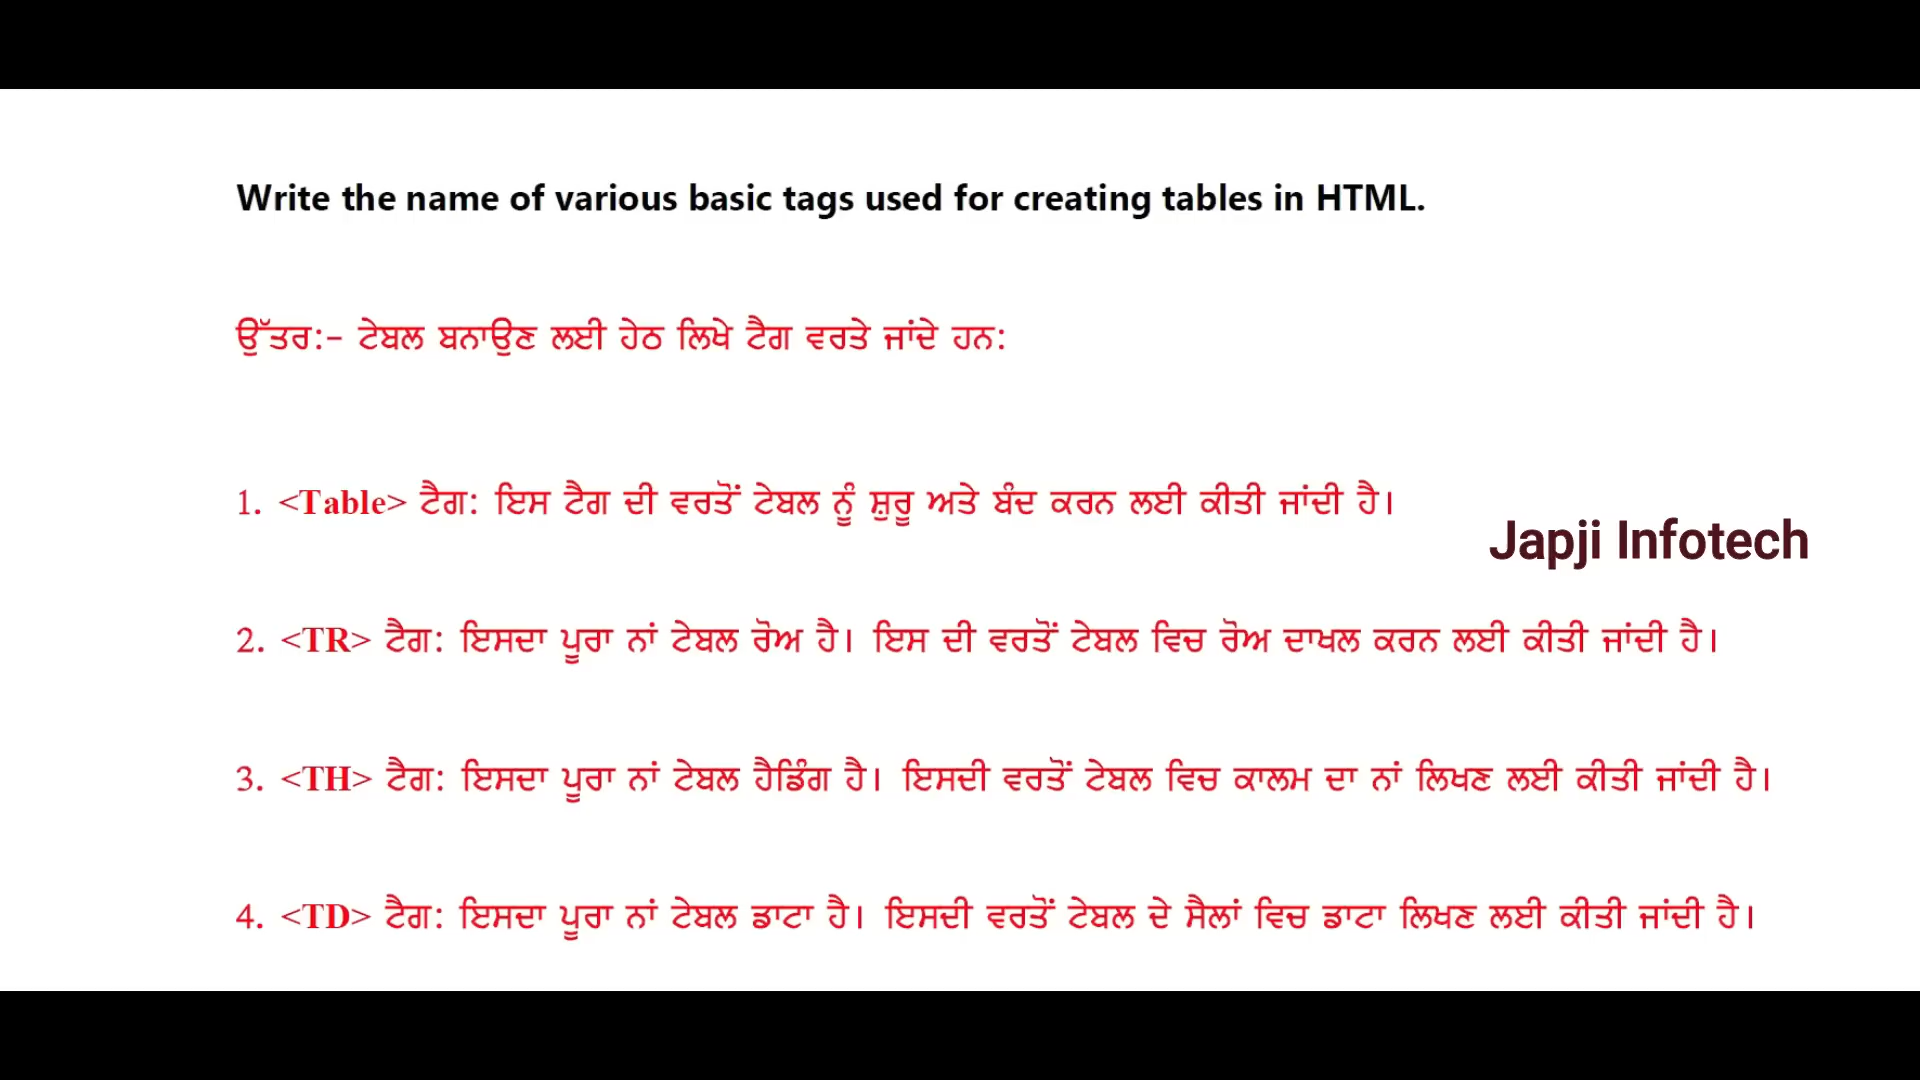 Write the name of various basic tags used for creating tables in HTML.
ਉੱਤਰ:- ਟੇਬਲ ਬਨਾਉਣ ਲਈ ਹੇਠ ਲਿਖੇ ਟੈਗ ਵਰਤੇ ਜਾਂਦੇ ਹਨ:
1. <Table> ਟੈਗ: ਇਸ ਟੈਗ ਦੀ ਵਰਤੋਂ ਟੇਬਲ ਨੂੰ ਸ਼ੁਰੂ ਅਤੇ ਬੰਦ ਕਰਨ ਲਈ ਕੀਤੀ ਜਾਂਦੀ ਹੈ।
Japji Infotech
2. <TR> ਟੈਗ: ਇਸਦਾ ਪੂਰਾ ਨਾਂ ਟੇਬਲ ਰੋਅ ਹੈ। ਇਸ ਦੀ ਵਰਤੋਂ ਟੇਬਲ ਵਿਚ ਰੋਅ ਦਾਖਲ ਕਰਨ ਲਈ ਕੀਤੀ ਜਾਂਦੀ ਹੈ।
3. <TH> ਟੈਗ: ਇਸਦਾ ਪੂਰਾ ਨਾਂ ਟੇਬਲ ਹੈਡਿੰਗ ਹੈ। ਇਸਦੀ ਵਰਤੋਂ ਟੇਬਲ ਵਿਚ ਕਾਲਮ ਦਾ ਨਾਂ ਲਿਖਣ ਲਈ ਕੀਤੀ ਜਾਂਦੀ ਹੈ।
4. <TD> ਟੈਗ: ਇਸਦਾ ਪੂਰਾ ਨਾਂ ਟੇਬਲ ਡਾਟਾ ਹੈ। ਇਸਦੀ ਵਰਤੋਂ ਟੇਬਲ ਦੇ ਸੈਲਾਂ ਵਿਚ ਡਾਟਾ ਲਿਖਣ ਲਈ ਕੀਤੀ ਜਾਂਦੀ ਹੈ।